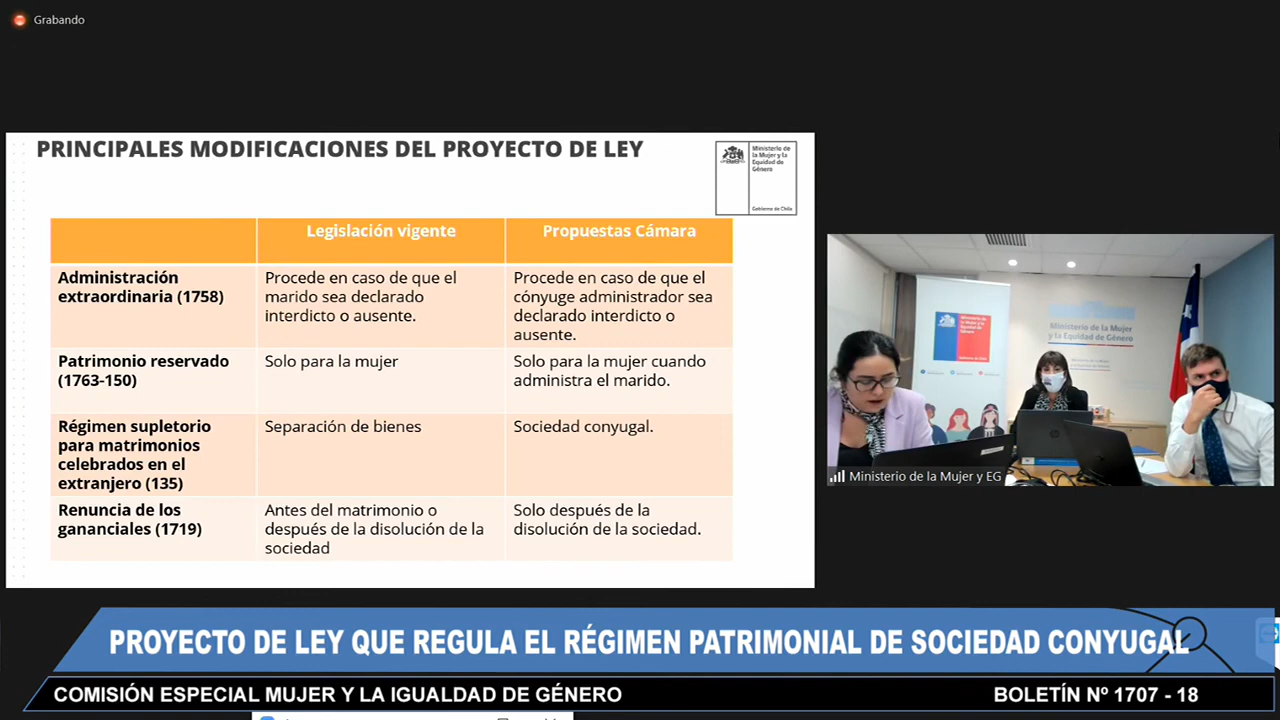 Grabando
PRINCIPALES MODIFICACIONES DEL PROYECTO DE LEY
Ministerio de
la Mujer y la
Equidad de
Género
Gobierno de Chile
Legislación vigente
Propuestas Cámara
Administración
extraordinaria (1758)
Procede en caso de que el
marido sea declarado
interdicto o ausente.
Procede en caso de que el
cónyuge administrador sea
declarado interdicto o
ausente.
Patrimonio reservado
(1763-150)
Solo para la mujer
Solo para la mujer cuando
administra el marido.
Régimen supletorio
para matrimonios
celebrados en el
extranjero (135)
Separación de bienes
Sociedad conyugal.
Renuncia de los
gananciales (1719)
Antes del matrimonio o
después de la disolución de la
sociedad
Solo después de la
disolución de la sociedad.
Ministerio de la Mujer
y la Equidad de Género
Ministerio de la Mujer y EG
PROYECTO DE LEY QUE REGULA EL RÉGIMEN PATRIMONIAL DE SOCIEDAD CONYUGAL
COMISIÓN ESPECIAL MUJER Y LA IGUALDAD DE GÉNERO
BOLETÍN Nº 1707 - 18